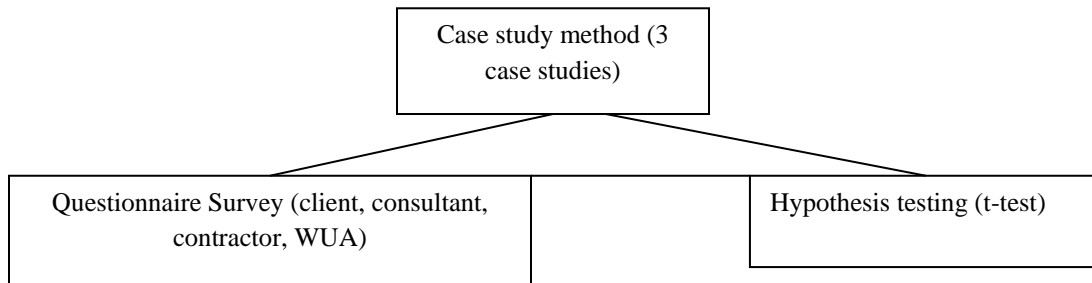 Case study method (3
case studies)
Questionnaire Survey (client, consultant,
contractor, WUA)
Hypothesis testing (t-test)